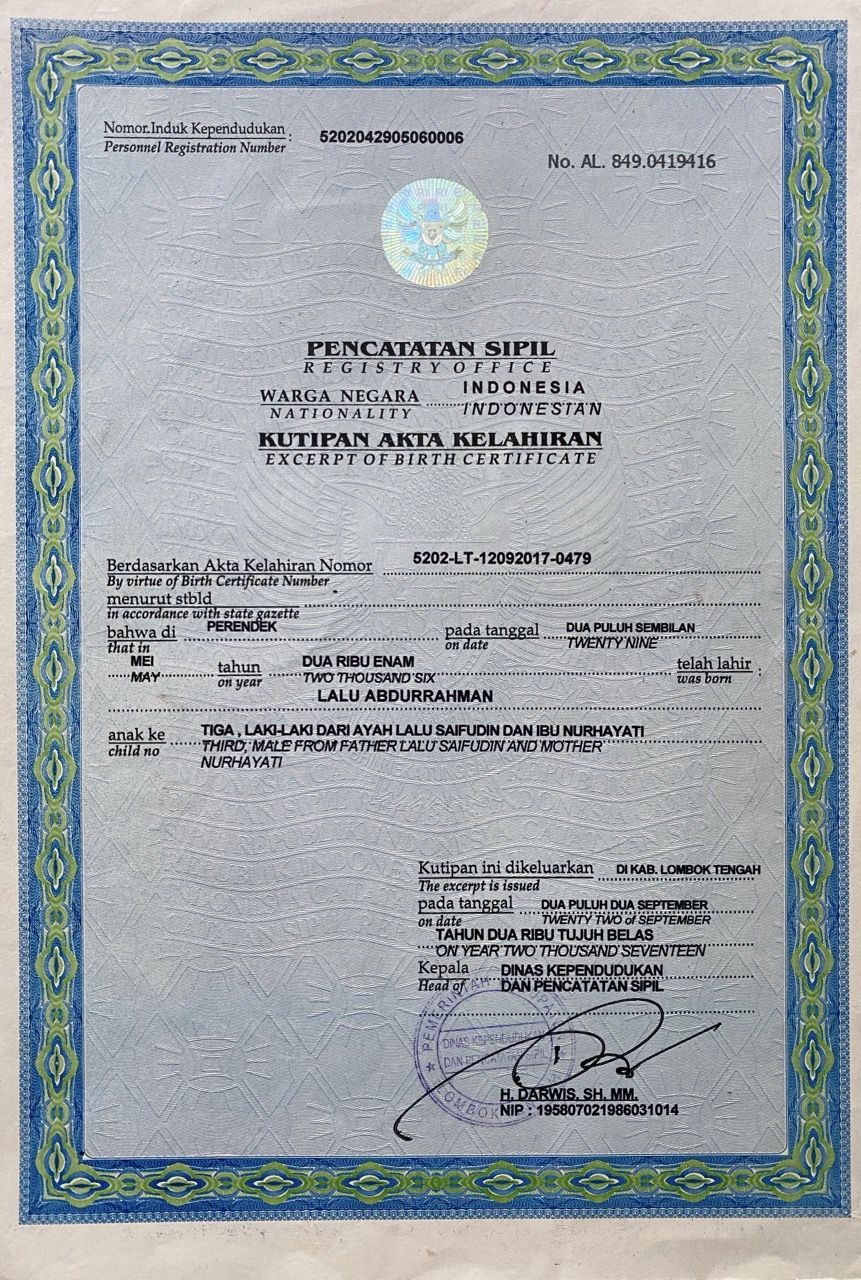 Nomor Induk Kependudukan : 5202042905060006
Personnel Registration Number
No. AL. 849.0419416
PENCATATAN SIPIL
REGISTRY OFFICE
WARGA NEGARA INDONESIA
NATIONALITY INDONESIAN
KUTIPAN AKTA KELAHIRAN
EXCERPT OF BIRTH CERTIFICATE
Berdasarkan Akta Kelahiran Nomor 5202-LT-12092017-0479
By virtue of Birth Certificate Number
menurut stbld
in accordance with state gazette
bahwa di PERENDEK pada tanggal DUA PULUH SEMBILAN
that in on date TWENTY NINE
MEI tahun DUA RIBU ENAM telah lahir :
MAY on year TWO THOUSAND SIX was born
LALU ABDURRAHMAN
anak ke TIGA , LAKI-LAKI DARI AYAH LALU SAIFUDIN DAN IBU NURHAYATI
child no THIRD, MALE FROM FATHER LALU SAIFUDIN AND MOTHER
NURHAYATI
Kutipan ini dikeluarkan DI KAB. LOMBOK TENGAH
The excerpt is issued
pada tanggal DUA PULUH DUA SEPTEMBER
on date TWENTY TWO of SEPTEMBER
TAHUN DUA RIBU TUJUH BELAS
ON YEAR TWO THOUSAND SEVENTEEN
Kepala DINAS KEPENDUDUKAN
Head of DAN PENCATATAN SIPIL
PEMERINTAH
DINAS KEPENDUDUKAN
DAN PENCATATAN SIPIL
LOMBOK
H. DARWIS, SH. MM.
NIP : 195807021986031014